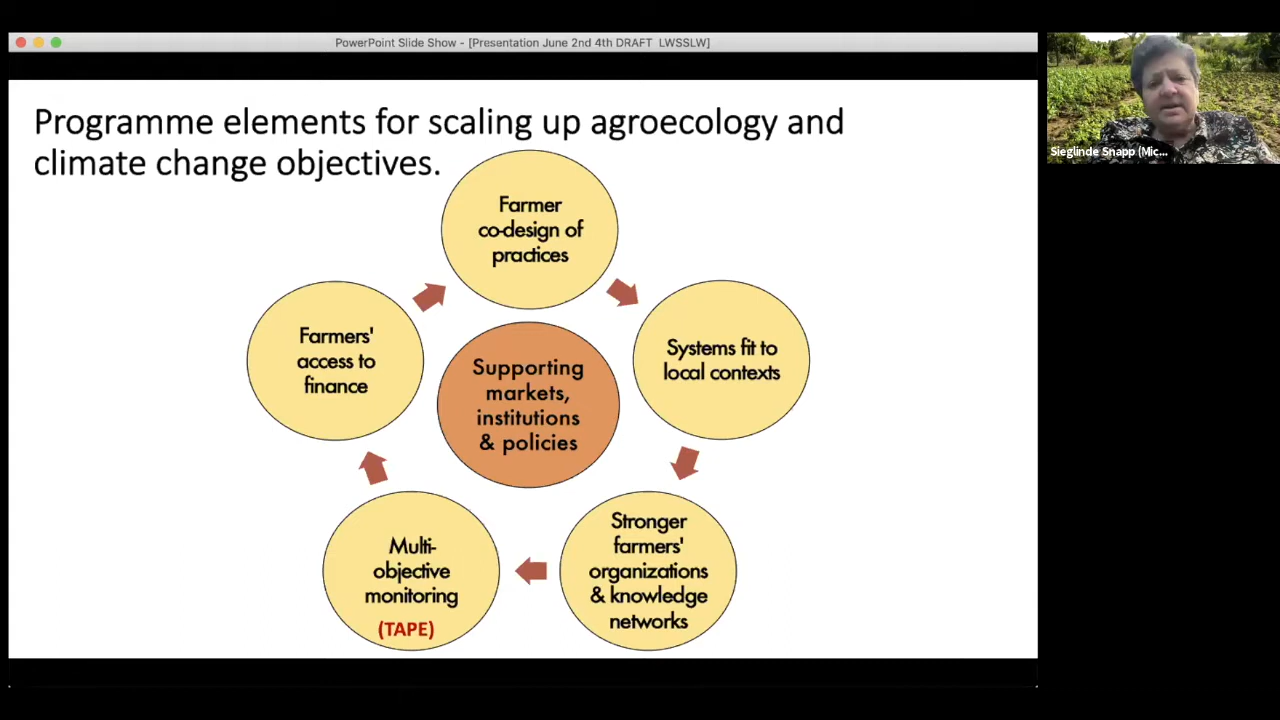 PowerPoint Slide Show - [Presentation June 2nd 4th DRAFT LWSSLW]
Programme elements for scaling up agroecology and
climate change objectives.
Farmer
co-design of
practices
Systems fit to
local contexts
Stronger
farmers'
organizations
& knowledge
networks
Multi-
objective
monitoring
(TAPE)
Farmers'
access to
finance
Supporting
markets,
institutions
& policies
Sieglinde Snapp (Mic...